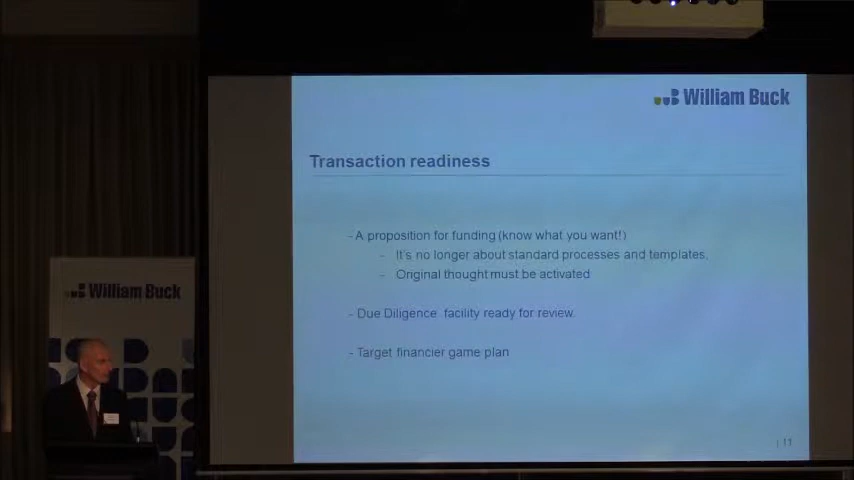 William Buck
Transaction readiness
- A proposition for funding (know what you want!)
- It's no longer about standard processes and templates,
- Original thought must be activated
- Due Diligence facility ready for review.
- Target financier game plan
| 11
William Buck